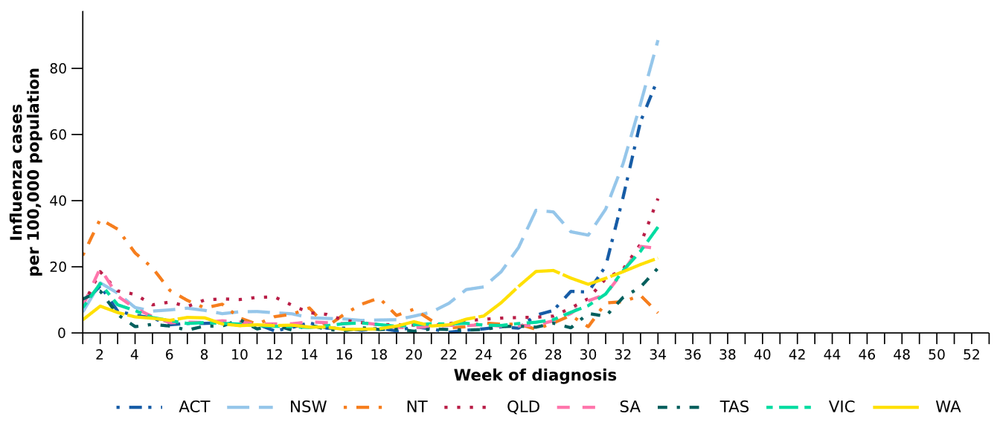 Influenza cases
per 100,000 population
80
60
40
20
0
2 4 6 8 10 12 14 16 18 20 22 24 26 28 30 32 34 36 38 40 42 44 46 48 50 52
Week of diagnosis
ACT NSW NT QLD SA TAS VIC WA